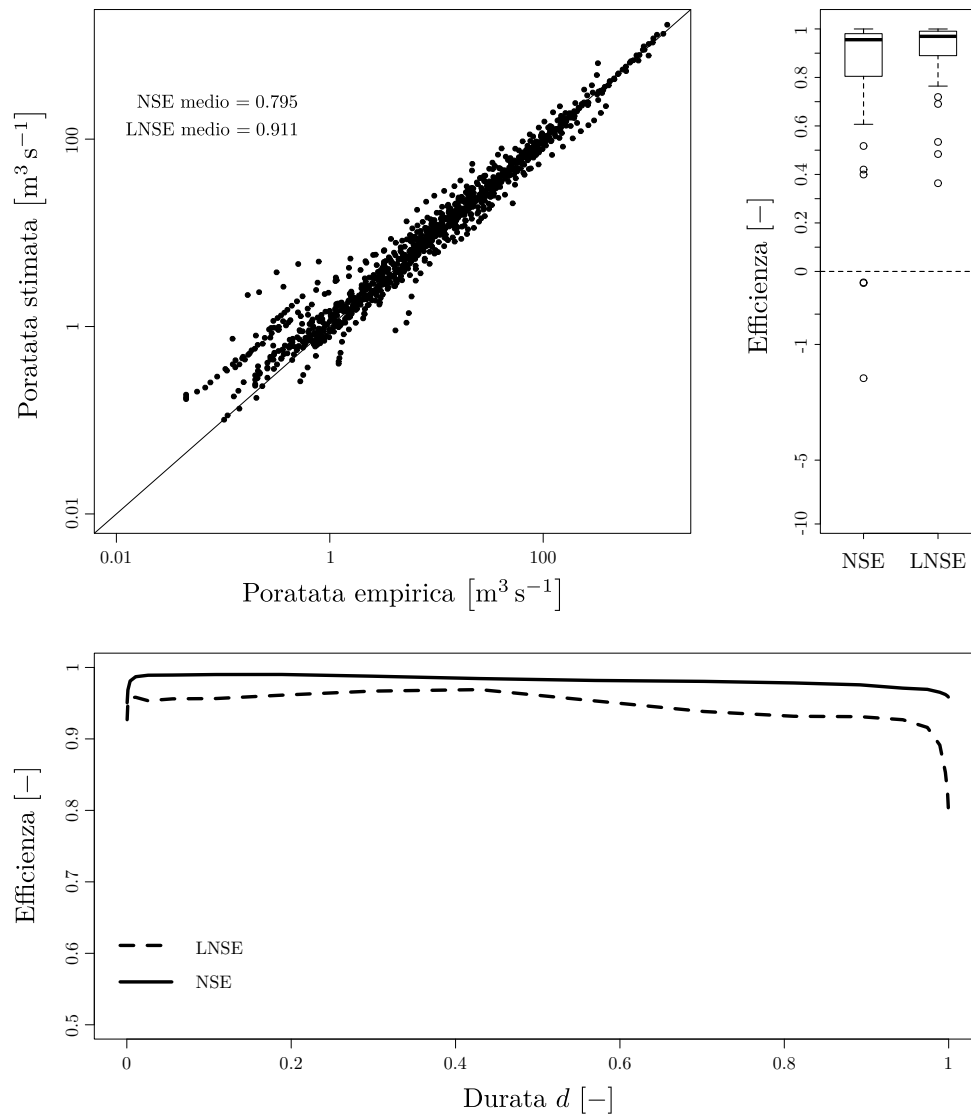 NSE medio = 0.795
LNSE medio = 0.911
Poratata stimata [m³ s⁻¹]
100
1
0.01
0.01 1 100
Poratata empirica [m³ s⁻¹]
Efficienza [−]
1
0.8
0.6
0.4
0.2
0
-1
-5
-10
NSE LNSE
Efficienza [−]
1
0.9
0.8
0.7
0.6
0.5
LNSE
NSE
0 0.2 0.4 0.6 0.8 1
Durata d [−]